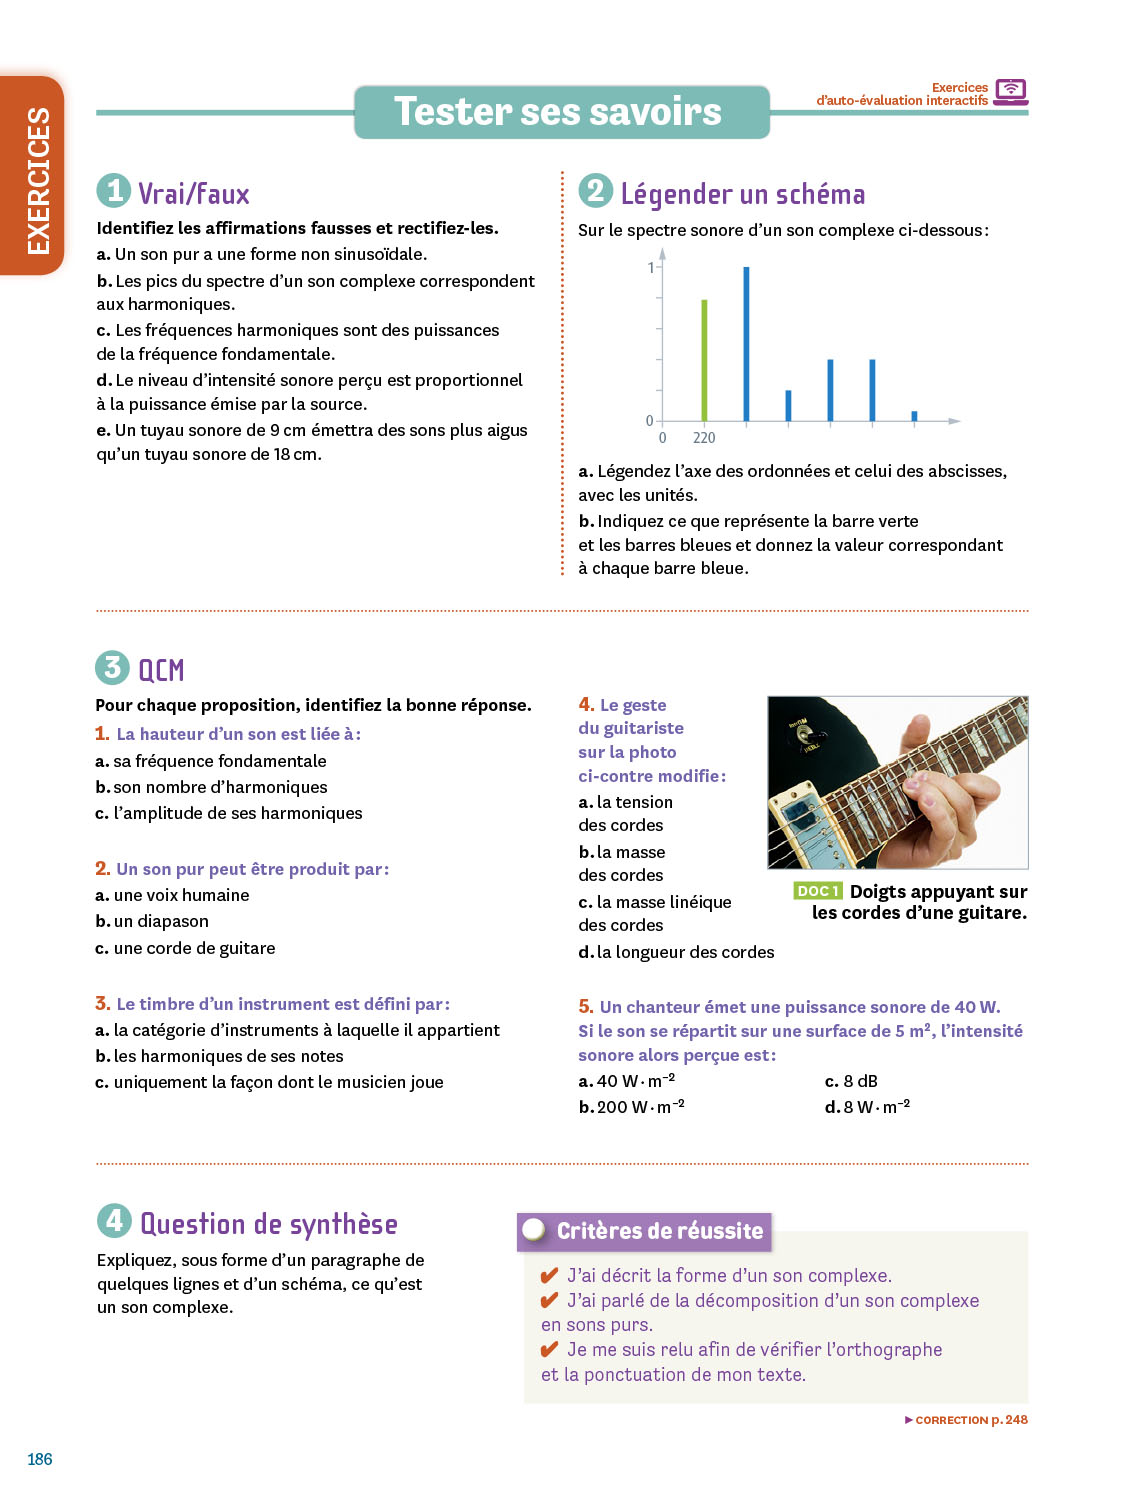 EXERCICES
Exercices
d'auto-évaluation interactifs
Tester ses savoirs
1 Vrai/Faux
Identifiez les affirmations fausses et rectifiez-les.
a. Un son pur a une forme non sinusoïdale.
b. Les pics du spectre d'un son complexe correspondent
aux harmoniques.
c. Les fréquences harmoniques sont des puissances
de la fréquence fondamentale.
d. Le niveau d'intensité sonore perçu est proportionnel
à la puissance émise par la source.
e. Un tuyau sonore de 9 cm émettra des sons plus aigus
qu'un tuyau sonore de 18 cm.
2 Légender un schéma
Sur le spectre sonore d'un son complexe ci-dessous :
1
0
0 220
a. Légendez l'axe des ordonnées et celui des abscisses,
avec les unités.
b. Indiquez ce que représente la barre verte
et les barres bleues et donnez la valeur correspondant
à chaque barre bleue.
3 QCM
Pour chaque proposition, identifiez la bonne réponse.
1. La hauteur d'un son est liée à :
a. sa fréquence fondamentale
b. son nombre d'harmoniques
c. l'amplitude de ses harmoniques
2. Un son pur peut être produit par :
a. une voix humaine
b. un diapason
c. une corde de guitare
3. Le timbre d'un instrument est défini par :
a. la catégorie d'instruments à laquelle il appartient
b. les harmoniques de ses notes
c. uniquement la façon dont le musicien joue
4. Le geste
du guitariste
sur la photo
ci-contre modifie :
a. la tension
des cordes
b. la masse
des cordes
c. la masse linéique
des cordes
d. la longueur des cordes
DOC 1 Doigts appuyant sur
les cordes d'une guitare.
5. Un chanteur émet une puissance sonore de 40 W.
Si le son se répartit sur une surface de 5 m², l'intensité
sonore alors perçue est :
a. 40 W · m⁻²
b. 200 W · m⁻²
c. 8 dB
d. 8 W · m⁻²
4 Question de synthèse
Expliquez, sous forme d'un paragraphe de
quelques lignes et d'un schéma, ce qu'est
un son complexe.
Critères de réussite
✔ J'ai décrit la forme d'un son complexe.
✔ J'ai parlé de la décomposition d'un son complexe
en sons purs.
✔ Je me suis relu afin de vérifier l'orthographe
et la ponctuation de mon texte.
▶ CORRECTION p. 248
186